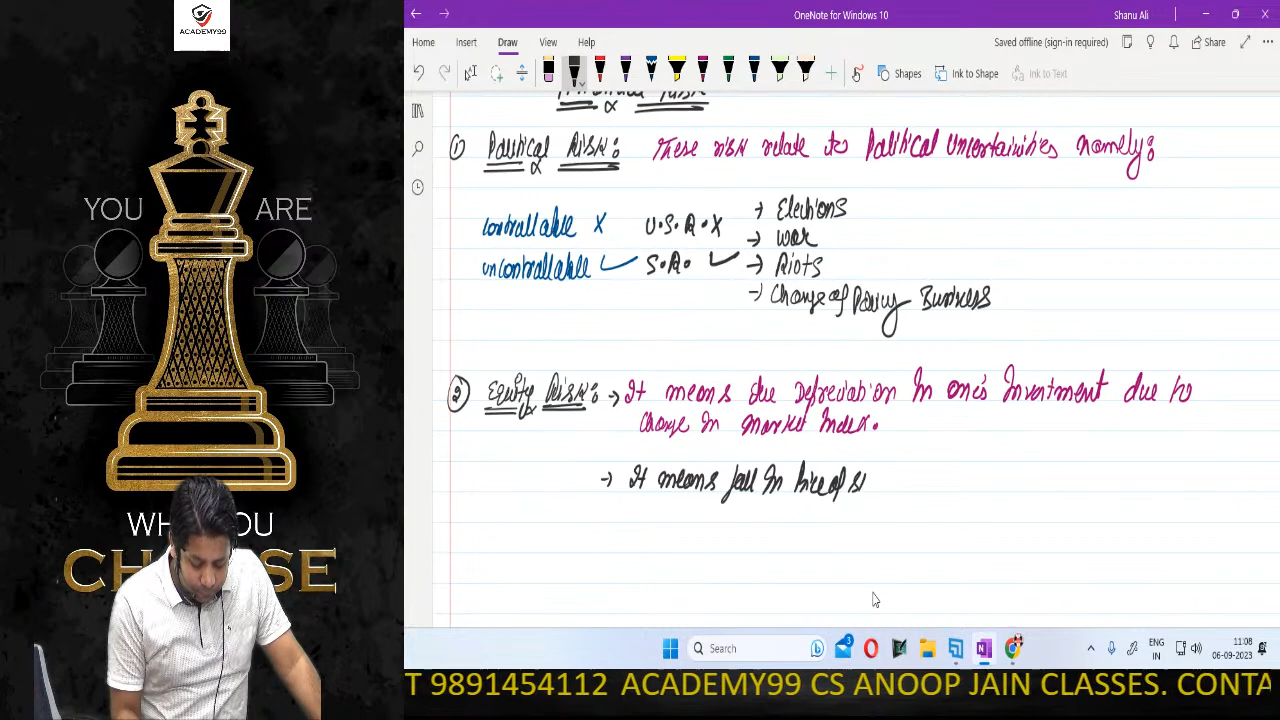 ACADEMY99
YOU ARE
WH YOU
CH SE
OneNote for Windows 10
Shanu Ali
Home Insert Draw View Help
Saved offline (sign-in required)
Share
Shapes
Ink to Shape
Ink to Text
① Political Risk: These risk relate to Political Uncertainities namely:
controllable X U.S.R. X → Elections
→ war
uncontrollable ✓ S.R. ✓ → Riots
→ Change of Policy Business
② Equity Risk: → It means the Depreciation In one's Investment due to
Change In market Index.
→ It means fall In Price of s
Search
3
ENG
IN
11:08
06-09-2023
T 9891454112 ACADEMY99 CS ANOOP JAIN CLASSES. CONTA